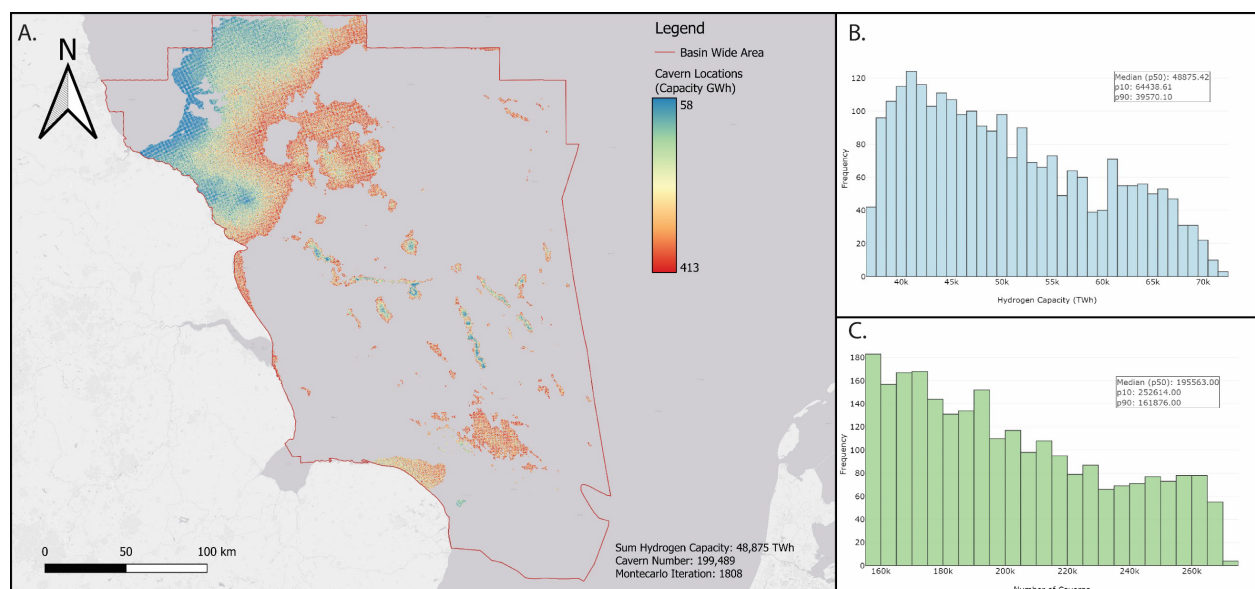 A.
N
Legend
Basin Wide Area
Cavern Locations
(Capacity GWh)
58
413
0 50 100 km
Sum Hydrogen Capacity: 48,875 TWh
Cavern Number: 199,489
Montecarlo Iteration: 1808
B.
Median (p50): 48875.42
p10: 64438.61
p90: 39570.10
Frequency
120
100
80
60
40
20
0
40k 45k 50k 55k 60k 65k 70k
Hydrogen Capacity (TWh)
C.
Median (p50): 195563.00
p10: 252614.00
p90: 161876.00
Frequency
180
160
140
120
100
80
60
40
20
0
160k 180k 200k 220k 240k 260k
Number of Caverns